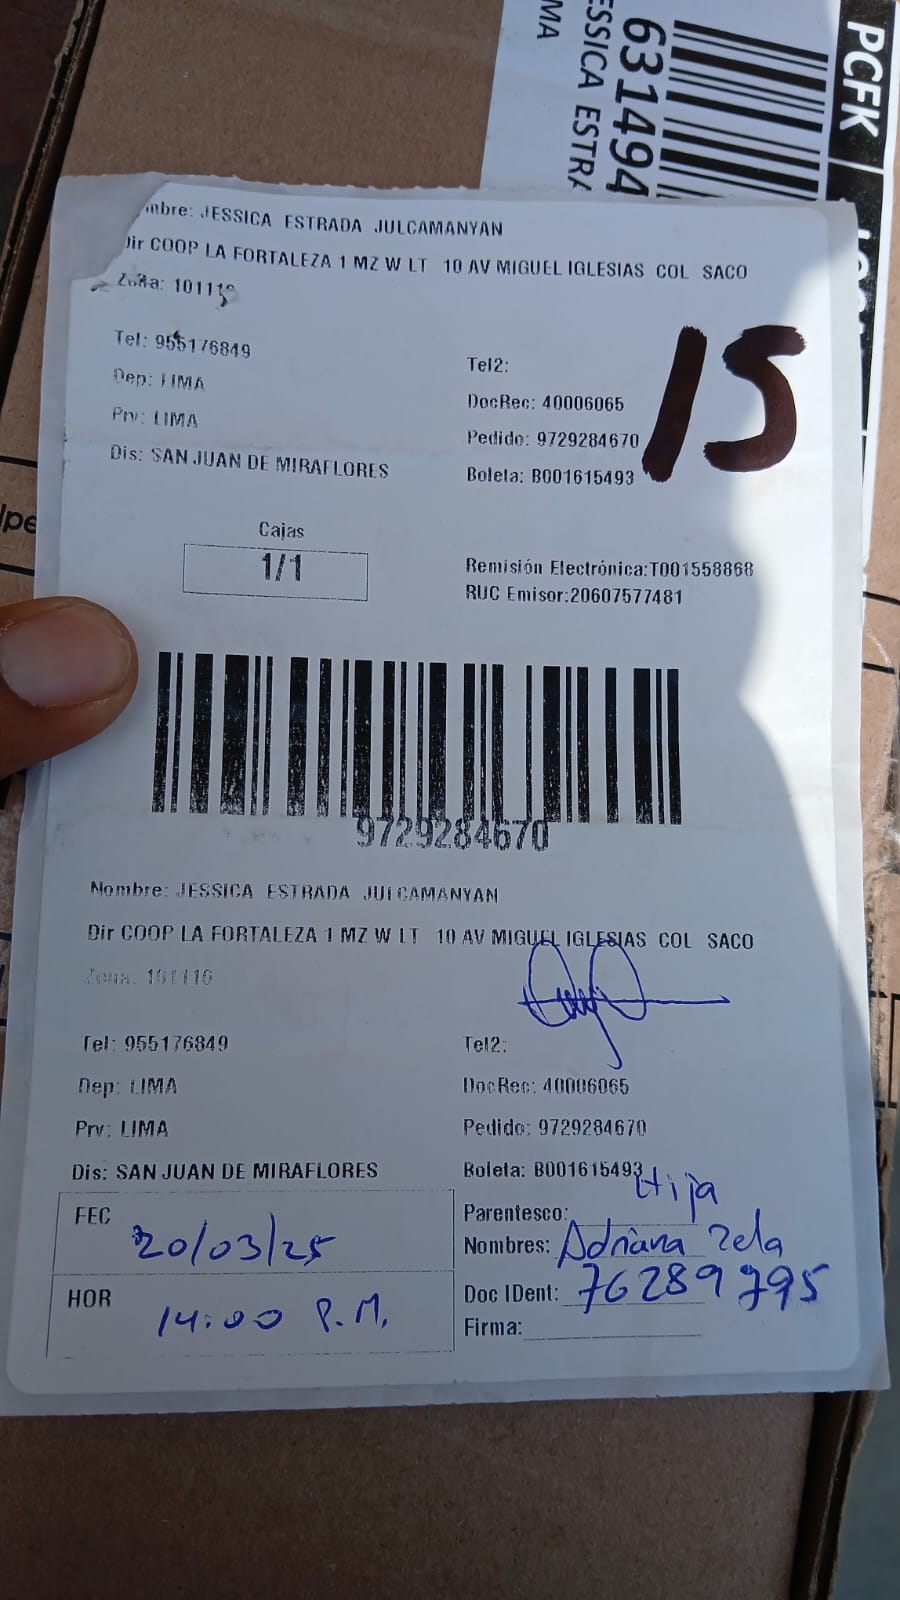 PCFK
631494
ESSICA ESTRA
MA
mbre: JESSICA ESTRADA JULCAMANYAN
Dir COOP LA FORTALEZA 1 MZ W LT 10 AV MIGUEL IGLESIAS COL SACO
Zona: 101116
Tel: 955176849
Dep: LIMA
Prv: LIMA
Dis: SAN JUAN DE MIRAFLORES
Tel2:
DocRec: 40006065
Pedido: 9729284670
Boleta: B001615493
15
Cajas
1/1
Remisión Electrónica:T001558868
RUC Emisor:20607577481
9729284670
Nombre: JESSICA ESTRADA JULCAMANYAN
Dir COOP LA FORTALEZA 1 MZ W LT 10 AV MIGUEL IGLESIAS COL SACO
Zona: 101116
Tel: 955176849
Dep: LIMA
Prv: LIMA
Dis: SAN JUAN DE MIRAFLORES
Tel2:
DocRec: 40006065
Pedido: 9729284670
Boleta: B001615493
FEC 20/03/25
HOR 14:00 P.M.
Parentesco: Hija
Nombres: Adriana Zela
Doc IDent: 76289795
Firma: